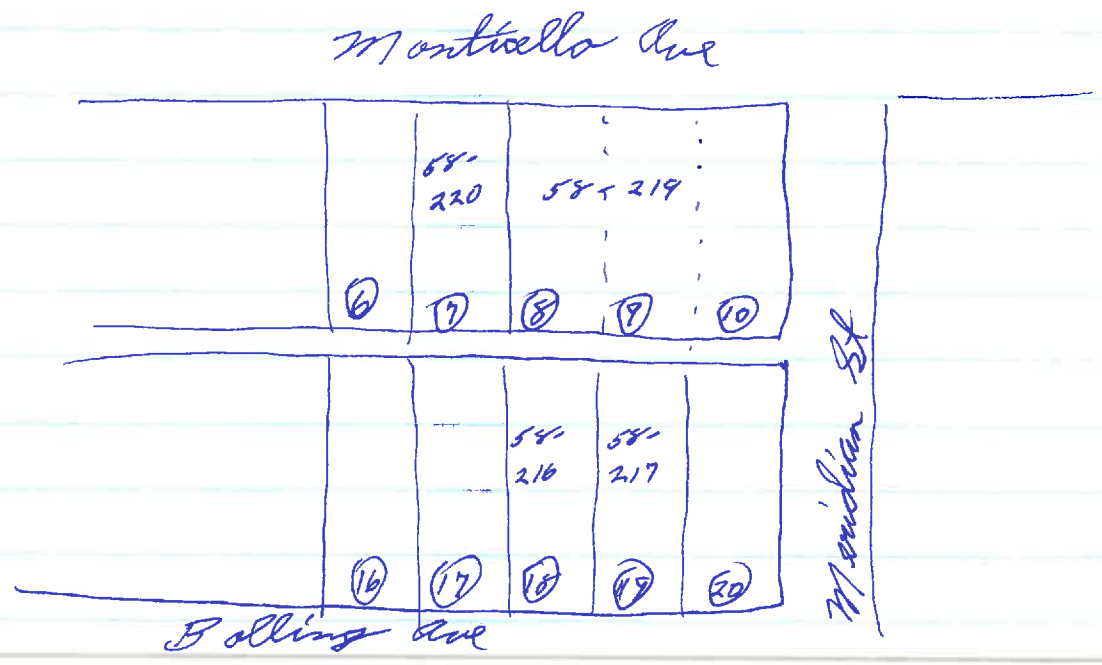 Monticello Ave
58-
220
58-219
6 7 8 9 10
Meridian St
58-
216
58-
217
16 17 18 19 20
Bolling Ave